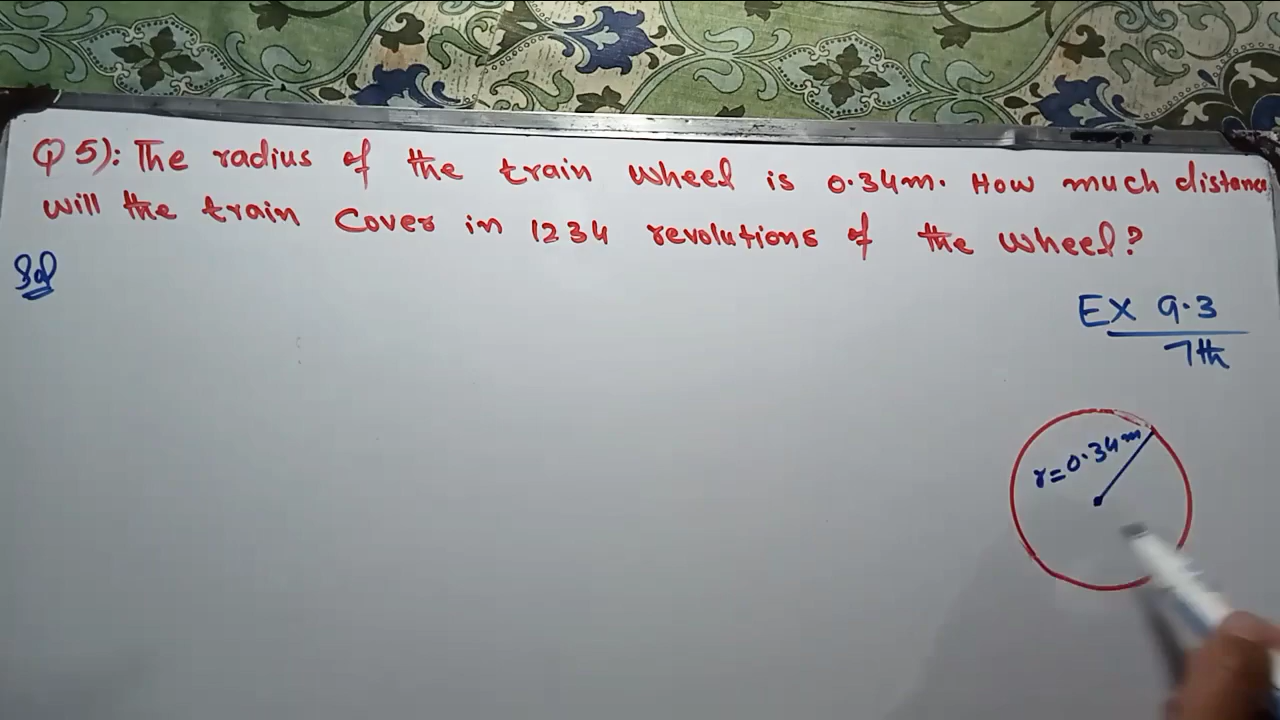 Q 5): The radius of the train wheel is 0.34m. How much distance
will the train cover in 1234 revolutions of the wheel?
Sol
EX 9.3
7th
r=0.34m